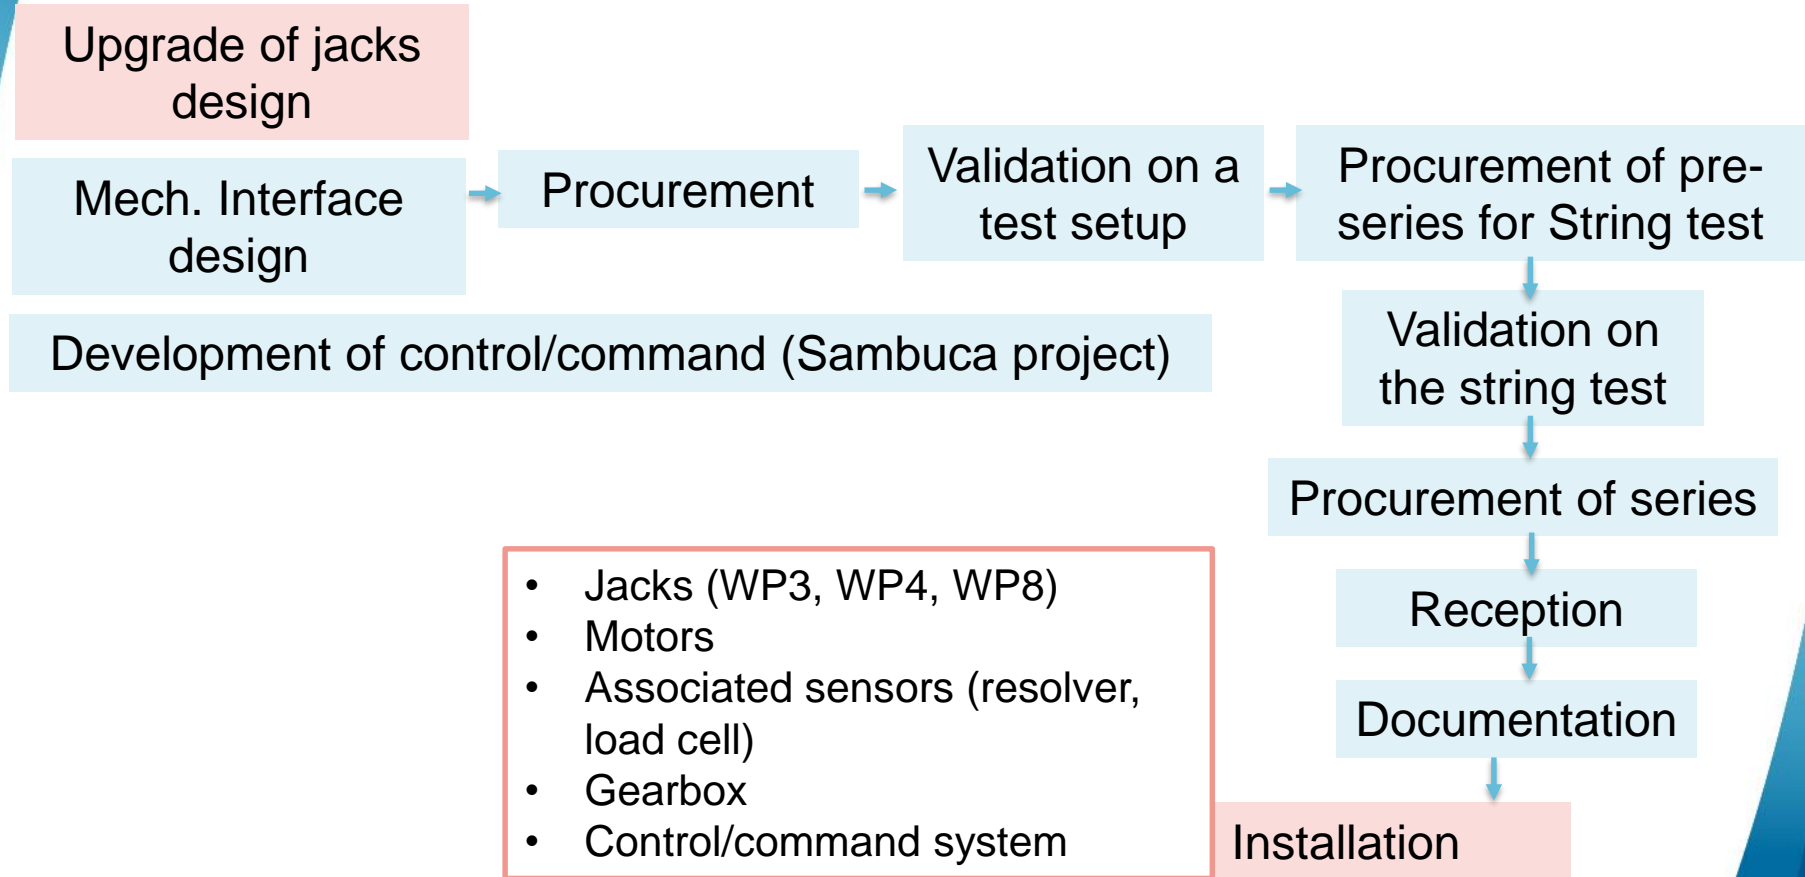 Upgrade of jacks
design
Mech. Interface
design
Procurement
Validation on a
test setup
Procurement of pre-
series for String test
Development of control/command (Sambuca project)
Validation on
the string test
Procurement of series
Reception
Documentation
Installation
• Jacks (WP3, WP4, WP8)
• Motors
• Associated sensors (resolver,
load cell)
• Gearbox
• Control/command system